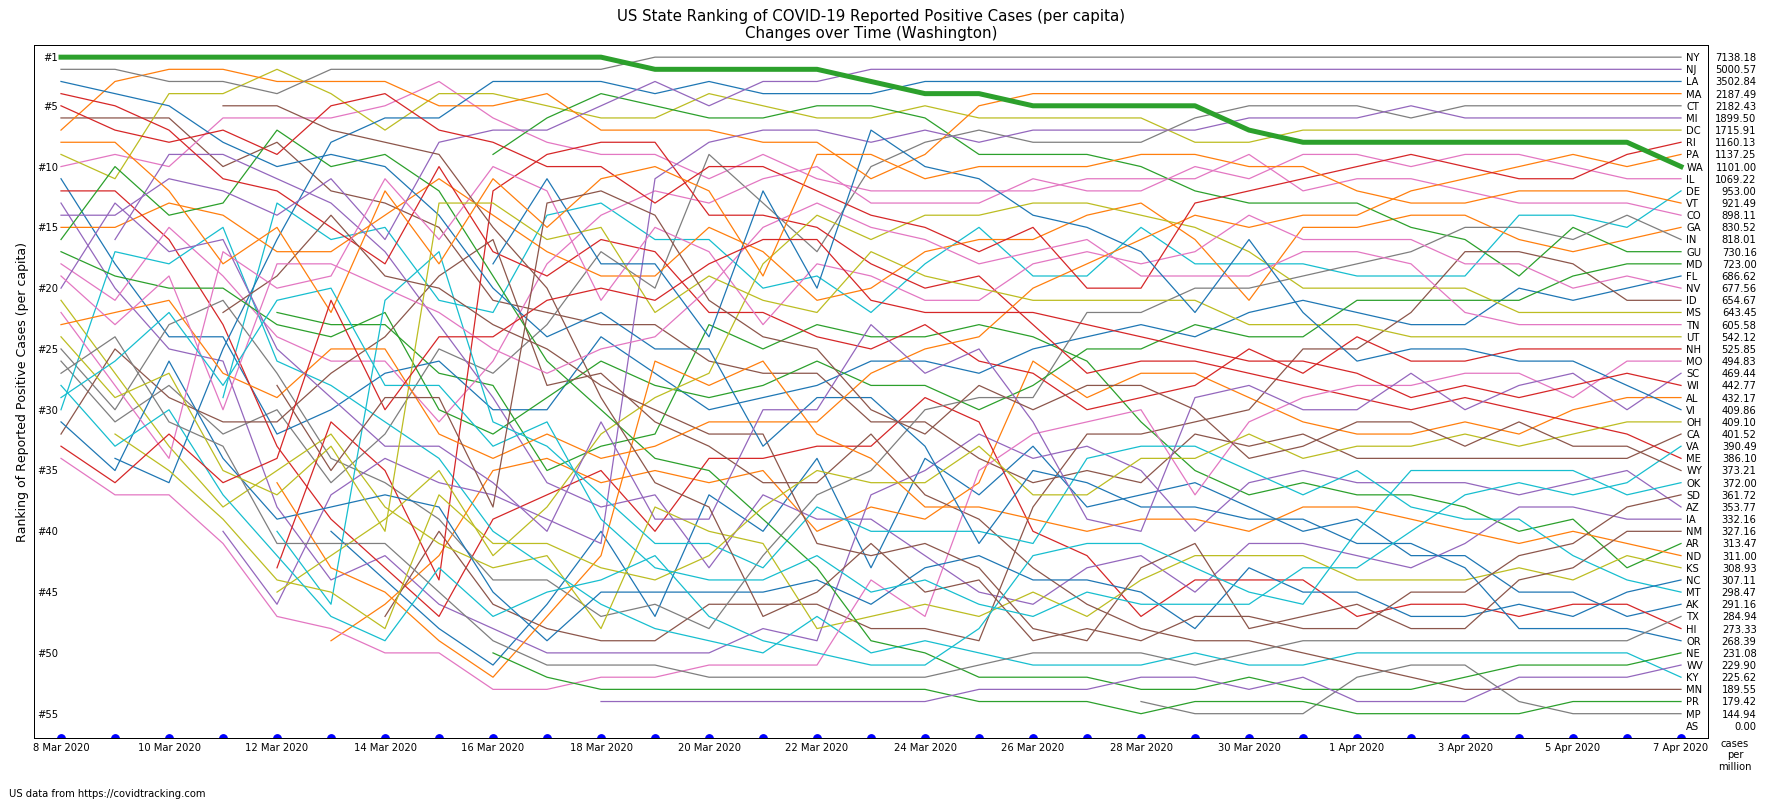 US State Ranking of COVID-19 Reported Positive Cases (per capita)
Changes over Time (Washington)
Ranking of Reported Positive Cases (per capita)
#1
#5
#10
#15
#20
#25
#30
#35
#40
#45
#50
#55
NY 7138.18
NJ 5000.57
LA 3502.84
MA 2187.49
CT 2182.43
MI 1899.50
DC 1715.91
RI 1160.13
PA 1137.25
WA 1101.00
IL 1069.22
DE 953.00
VT 921.49
CO 898.11
GA 830.52
IN 818.01
GU 730.16
MD 723.00
FL 686.62
NV 677.56
ID 654.67
MS 643.45
TN 605.58
UT 542.12
NH 525.85
MO 494.83
SC 469.44
WI 442.77
AL 432.17
VI 409.86
OH 409.10
CA 401.52
VA 390.49
ME 386.10
WY 373.21
OK 372.00
SD 361.72
AZ 353.77
IA 332.16
NM 327.16
AR 313.47
ND 311.00
KS 308.93
NC 307.11
MT 298.47
AK 291.16
TX 284.94
HI 273.33
OR 268.39
NE 231.08
WV 229.90
KY 225.62
MN 189.55
PR 179.42
MP 144.94
AS 0.00
8 Mar 2020 10 Mar 2020 12 Mar 2020 14 Mar 2020 16 Mar 2020 18 Mar 2020 20 Mar 2020 22 Mar 2020 24 Mar 2020 26 Mar 2020 28 Mar 2020 30 Mar 2020 1 Apr 2020 3 Apr 2020 5 Apr 2020 7 Apr 2020
cases
per
million
US data from https://covidtracking.com